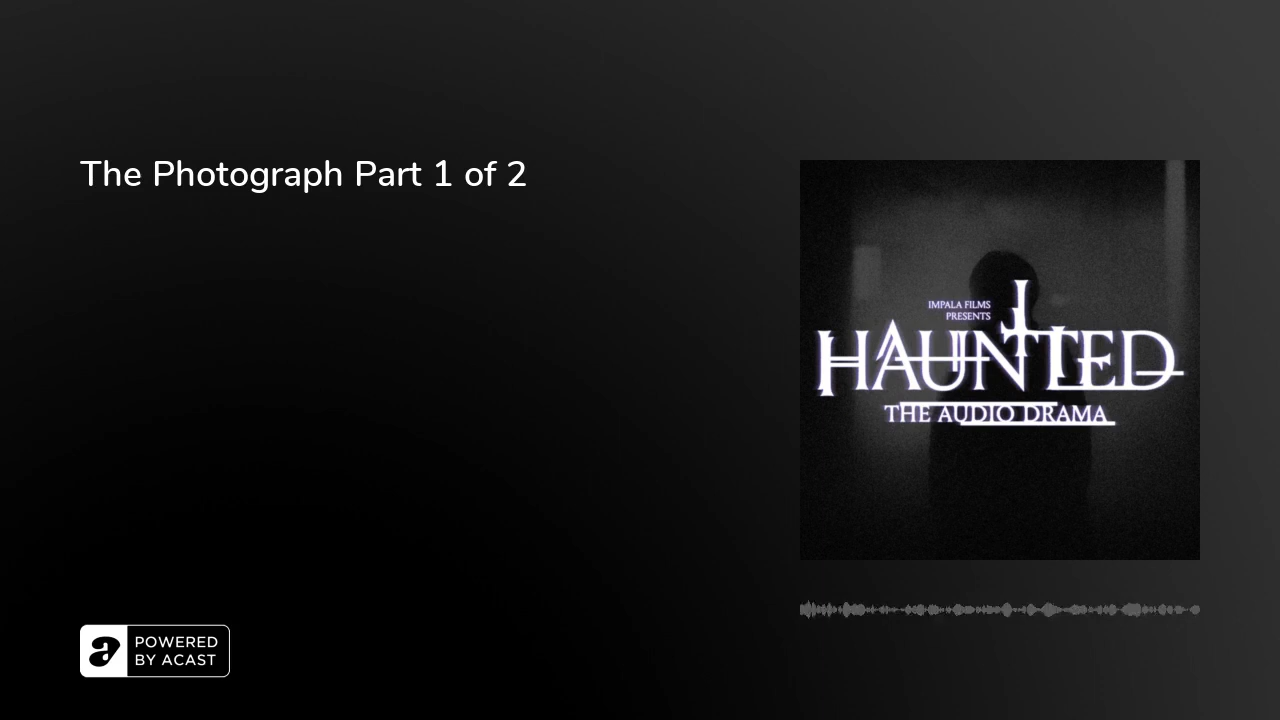 The Photograph Part 1 of 2
IMPALA FILMS
PRESENTS
HAUNTED
THE AUDIO DRAMA
a
POWERED
BY ACAST